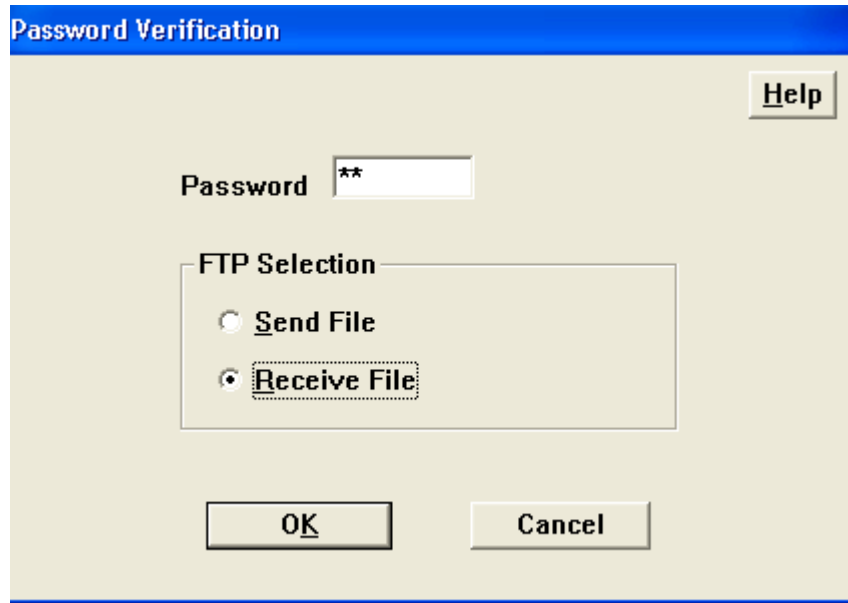 Password Verification
Help
Password **
FTP Selection
Send File
Receive File
OK Cancel